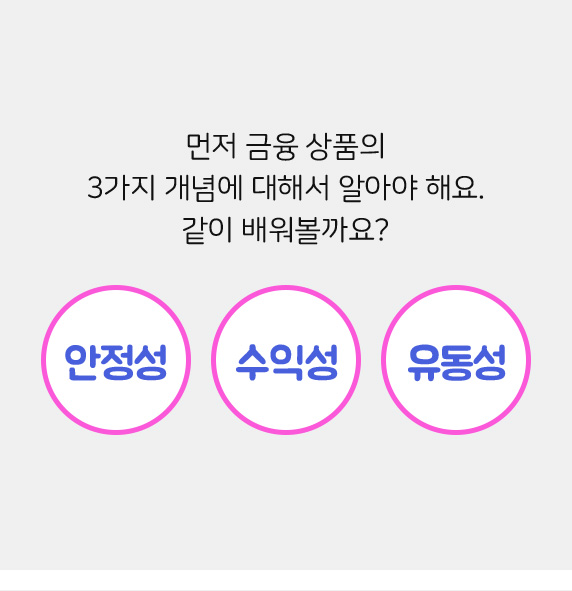 먼저 금융 상품의
3가지 개념에 대해서 알아야 해요.
같이 배워볼까요?
안정성 수익성 유동성